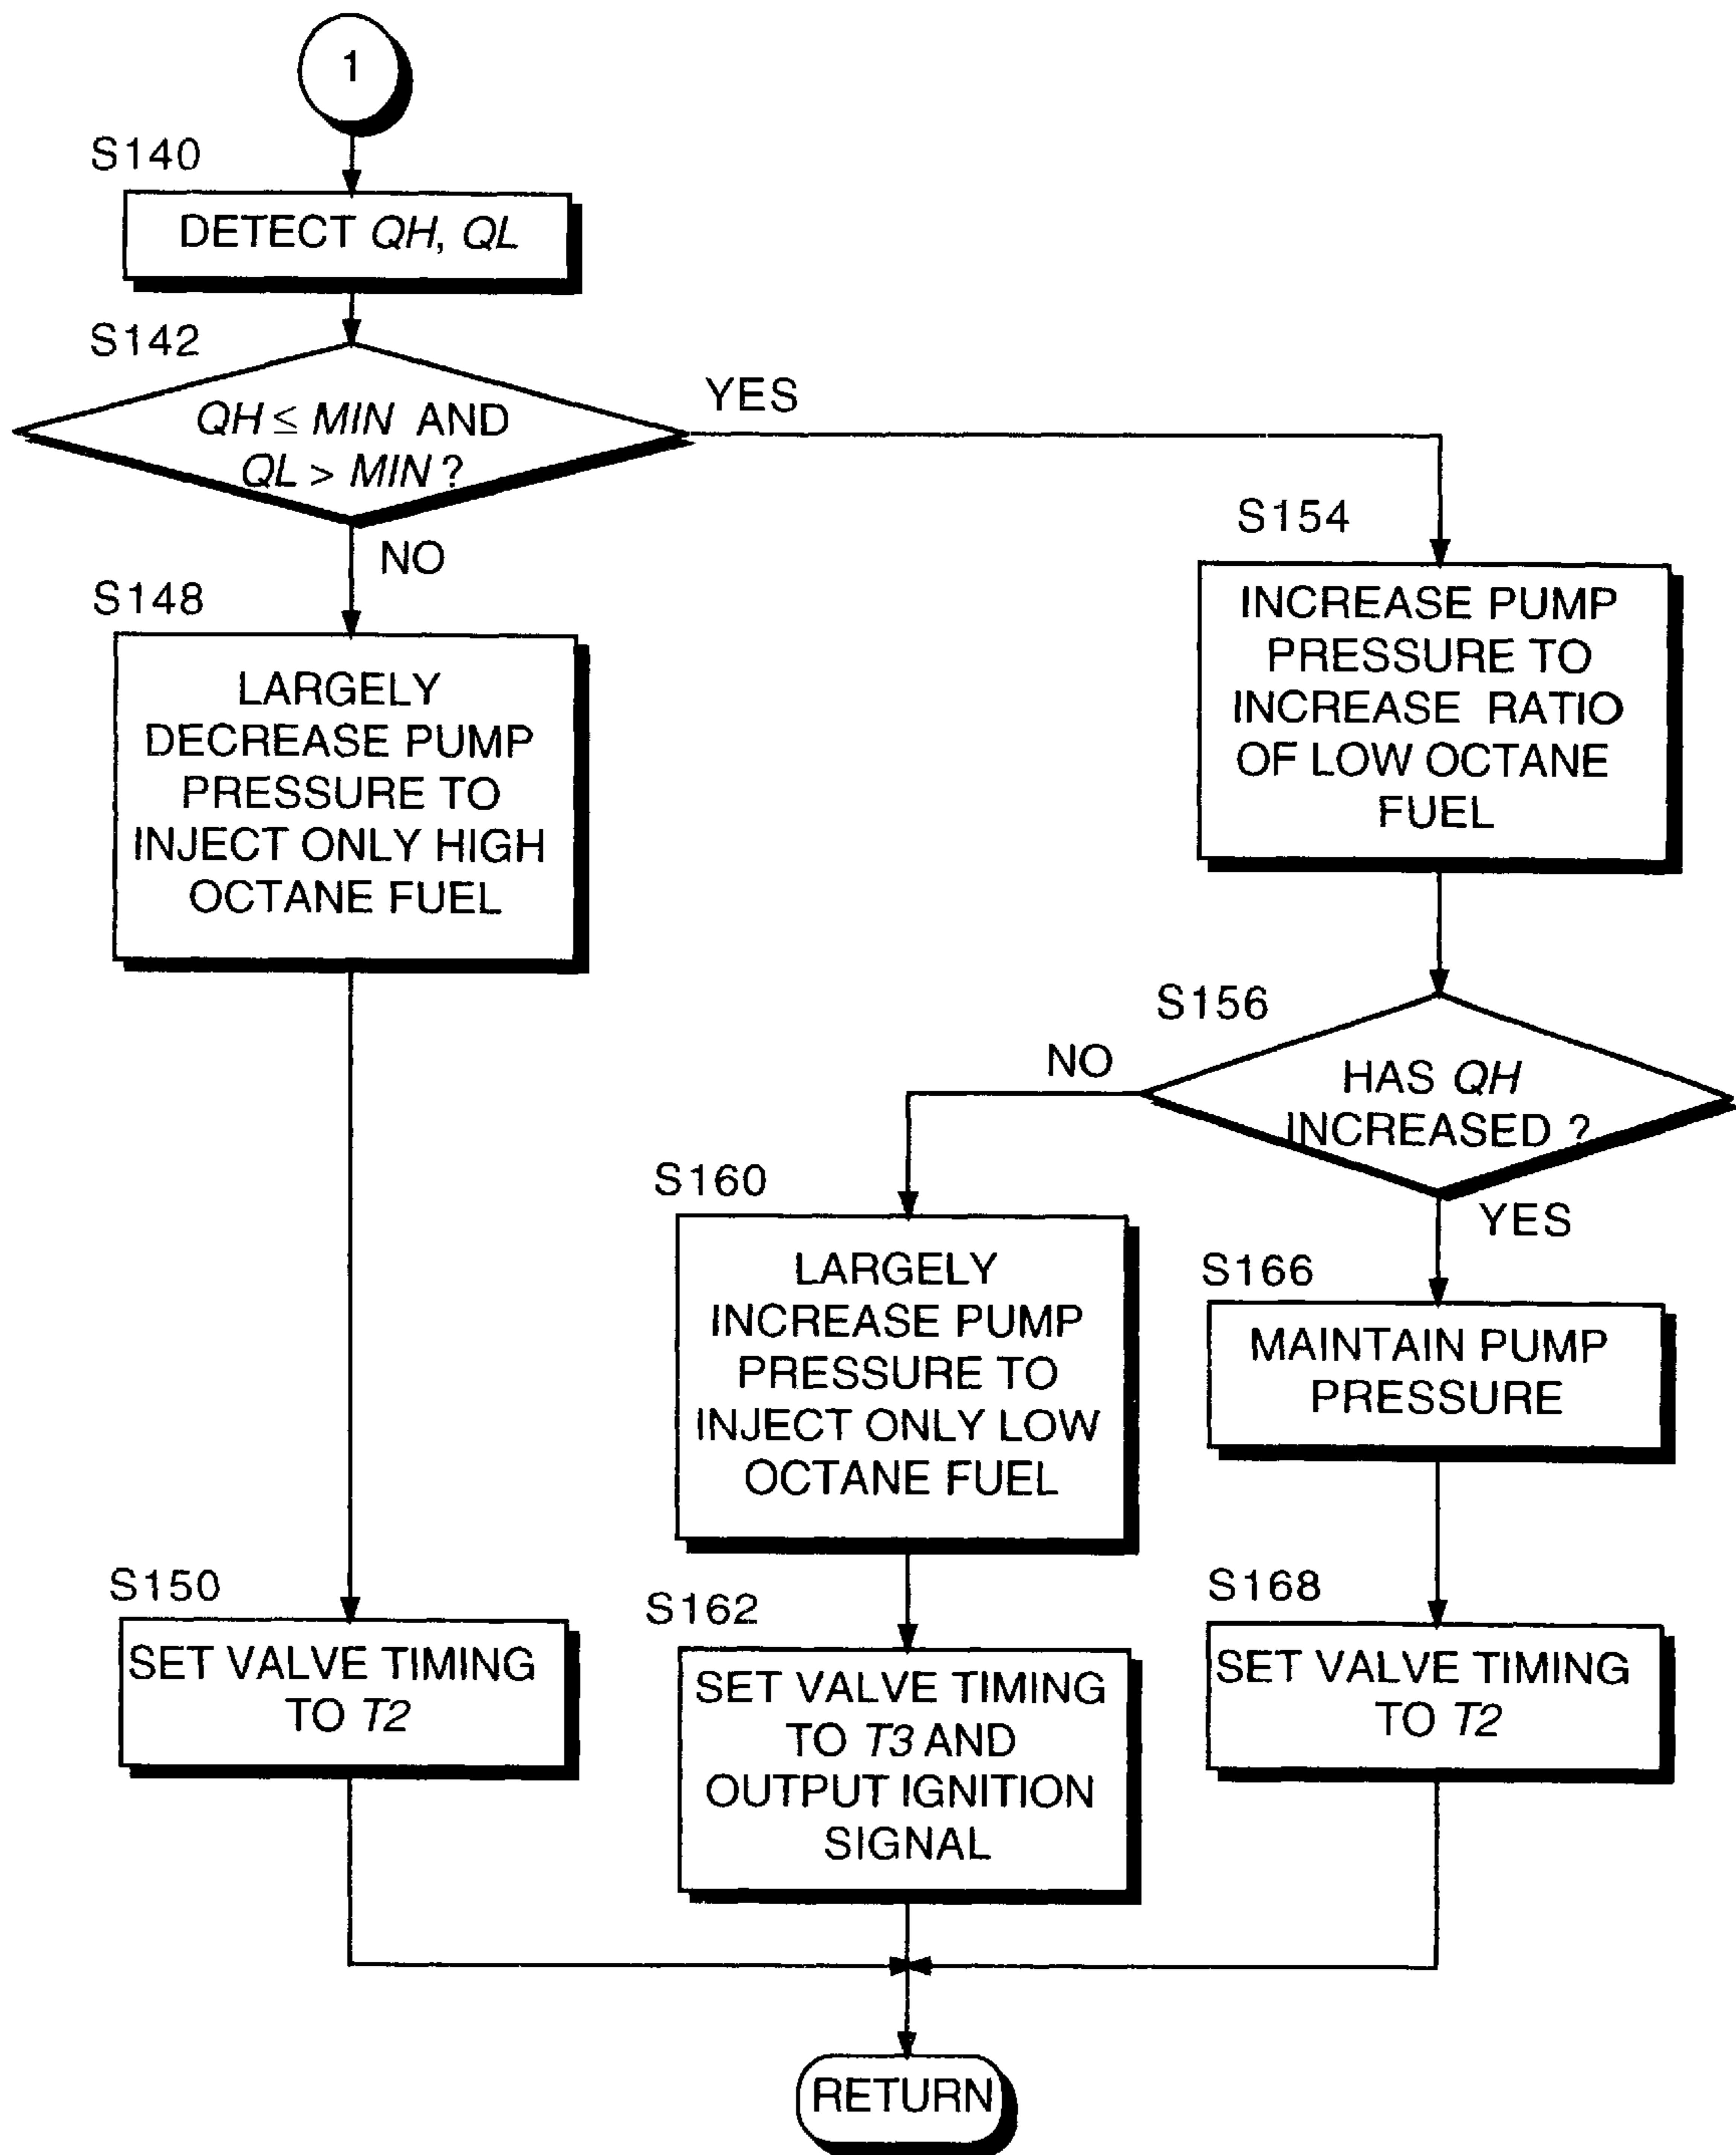 1
S140
DETECT QH, QL
S142
QH ≤ MIN AND
QL > MIN ?
YES
NO
S148
LARGELY
DECREASE PUMP
PRESSURE TO
INJECT ONLY HIGH
OCTANE FUEL
S150
SET VALVE TIMING
TO T2
S154
INCREASE PUMP
PRESSURE TO
INCREASE RATIO
OF LOW OCTANE
FUEL
S156
HAS QH
INCREASED ?
NO
YES
S160
LARGELY
INCREASE PUMP
PRESSURE TO
INJECT ONLY LOW
OCTANE FUEL
S162
SET VALVE TIMING
TO T3 AND
OUTPUT IGNITION
SIGNAL
S166
MAINTAIN PUMP
PRESSURE
S168
SET VALVE TIMING
TO T2
RETURN